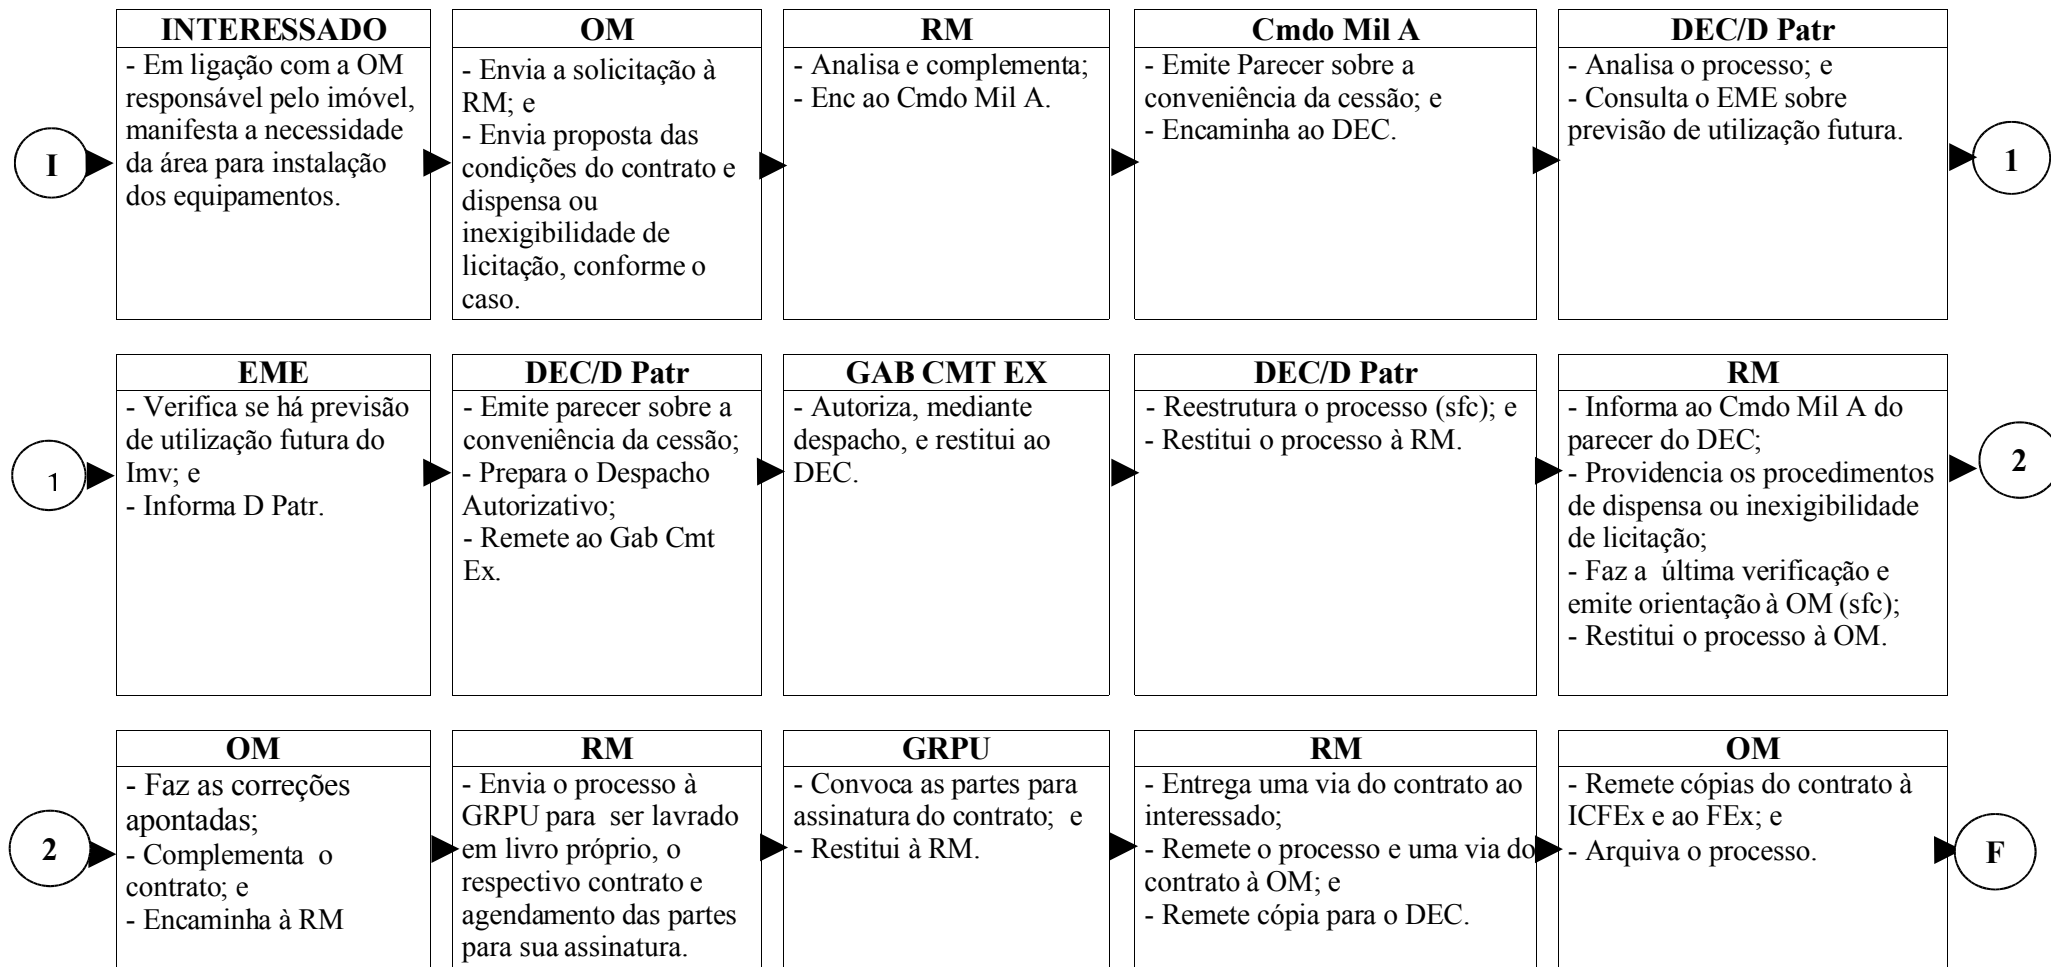 I
INTERESSADO
- Em ligação com a OM
responsável pelo imóvel,
manifesta a necessidade
da área para instalação
dos equipamentos.
OM
- Envia a solicitação à
RM; e
- Envia proposta das
condições do contrato e
dispensa ou
inexigibilidade de
licitação, conforme o
caso.
RM
- Analisa e complementa;
- Enc ao Cmdo Mil A.
Cmdo Mil A
- Emite Parecer sobre a
conveniência da cessão; e
- Encaminha ao DEC.
DEC/D Patr
- Analisa o processo; e
- Consulta o EME sobre
previsão de utilização futura.
1
1
EME
- Verifica se há previsão
de utilização futura do
Imv; e
- Informa D Patr.
DEC/D Patr
- Emite parecer sobre a
conveniência da cessão;
- Prepara o Despacho
Autorizativo;
- Remete ao Gab Cmt
Ex.
GAB CMT EX
- Autoriza, mediante
despacho, e restitui ao
DEC.
DEC/D Patr
- Reestrutura o processo (sfc); e
- Restitui o processo à RM.
RM
- Informa ao Cmdo Mil A do
parecer do DEC;
- Providencia os procedimentos
de dispensa ou inexigibilidade
de licitação;
- Faz a última verificação e
emite orientação à OM (sfc);
- Restitui o processo à OM.
2
2
OM
- Faz as correções
apontadas;
- Complementa o
contrato; e
- Encaminha à RM
RM
- Envia o processo à
GRPU para ser lavrado
em livro próprio, o
respectivo contrato e
agendamento das partes
para sua assinatura.
GRPU
- Convoca as partes para
assinatura do contrato; e
- Restitui à RM.
RM
- Entrega uma via do contrato ao
interessado;
- Remete o processo e uma via do
contrato à OM; e
- Remete cópia para o DEC.
OM
- Remete cópias do contrato à
ICFEx e ao FEx; e
- Arquiva o processo.
F